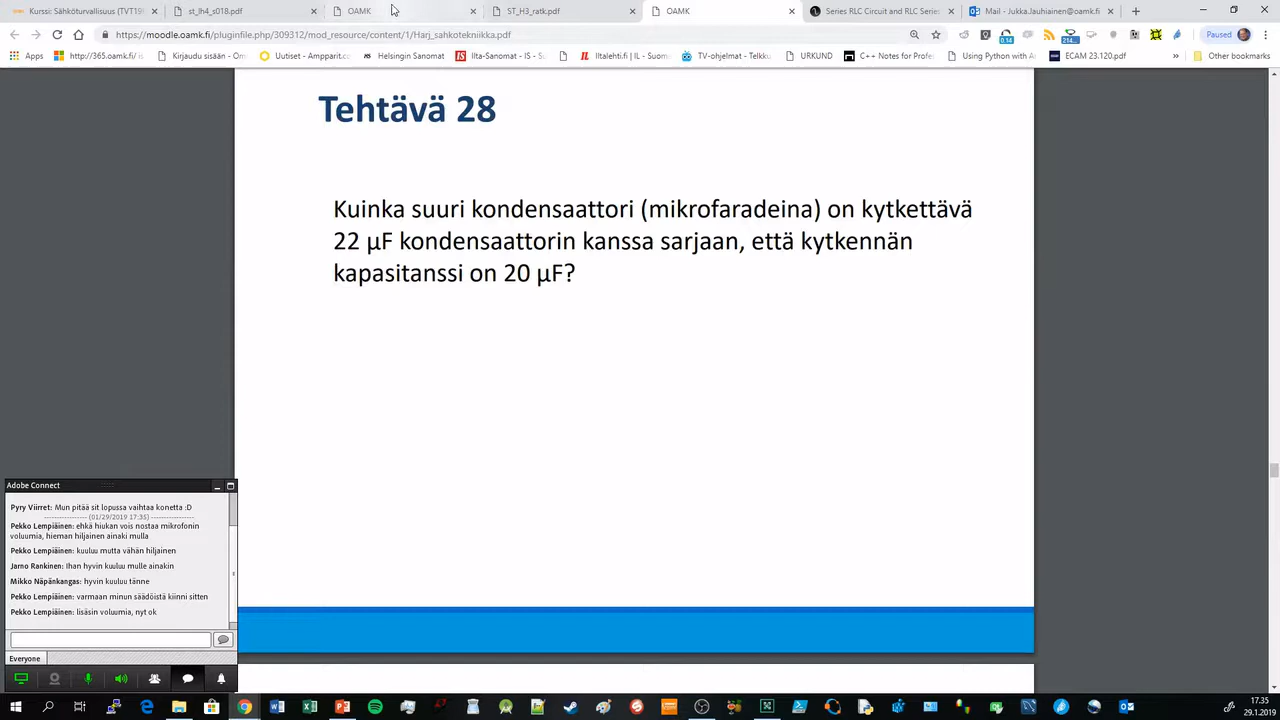 Kurssi: Sähköturvallisuus (TVT19
st_lh4_s018.pdf
OAMK
ST_H3_ratk.pdf
OAMK
Series RLC Circuit and RLC Series
Mail - Jukka.Jauhiainen@oamk.fi
https://moodle.oamk.fi/pluginfile.php/309312/mod_resource/content/1/Harj_sahkotekniikka.pdf
0.14
214...
Paused
Apps
http://365.oamk.fi/
Kirjaudu sisään - Om
Uutiset - Amppari.c
Helsingin Sanomat
Ilta-Sanomat - IS - Su
Iltalehti.fi | IL - Suom
TV-ohjelmat - Telkku
URKUND
C++ Notes for Profe
Using Python with A
ECAM 23.120.pdf
»
Other bookmarks
Tehtävä 28
Kuinka suuri kondensaattori (mikrofaradeina) on kytkettävä
22 µF kondensaattorin kanssa sarjaan, että kytkennän
kapasitanssi on 20 µF?
Adobe Connect
Pyry Viirret: Mun pitää sit lopussa vaihtaa konetta :D
(01/29/2019 17:35)
Pekko Lempiäinen: ehkä hiukan vois nostaa mikrofonin
voluumia, hieman hiljainen ainaki mulla
Pekko Lempiäinen: kuuluu mutta vähän hiljainen
Jarno Rankinen: Ihan hyvin kuuluu mulle ainakin
Mikko Näpänkangas: hyvin kuuluu tänne
Pekko Lempiäinen: varmaan minun säädöistä kiinni sitten
Pekko Lempiäinen: lisäsin voluumia, nyt ok
Everyone
17.35
29.1.2019